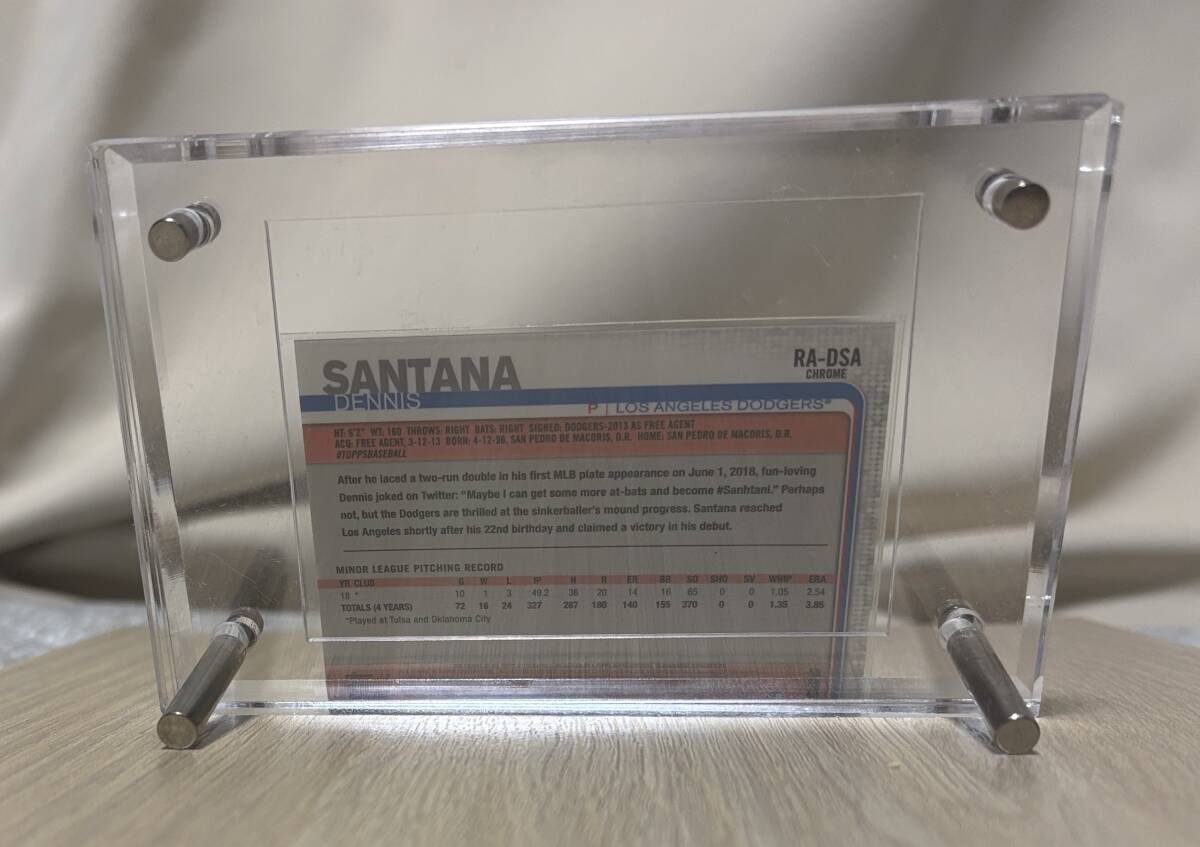 SANTANA
DENNIS
RA-DSA
CHROME
P | LOS ANGELES DODGERS®
HT: 6'2" WT: 160 THROWS: RIGHT BATS: RIGHT SIGNED: DODGERS-2013 AS FREE AGENT
ACQ: FREE AGENT, 3-12-13 BORN: 4-12-96, SAN PEDRO DE MACORIS, D.R. HOME: SAN PEDRO DE MACORIS, D.R.
#TOPPSBASEBALL
After he laced a two-run double in his first MLB plate appearance on June 1, 2018, fun-loving
Dennis joked on Twitter: “Maybe I can get some more at-bats and become #Sanhtani.” Perhaps
not, but the Dodgers are thrilled at the sinkerballer's mound progress. Santana reached
Los Angeles shortly after his 22nd birthday and claimed a victory in his debut.
MINOR LEAGUE PITCHING RECORD
YR CLUB G W L IP H R ER BB SO SHO SV WHIP ERA
18 * 10 1 3 49.2 36 20 14 16 65 0 0 1.05 2.54
TOTALS (4 YEARS) 72 16 24 327 287 180 140 155 370 0 0 1.35 3.85
*Played at Tulsa and Oklahoma City